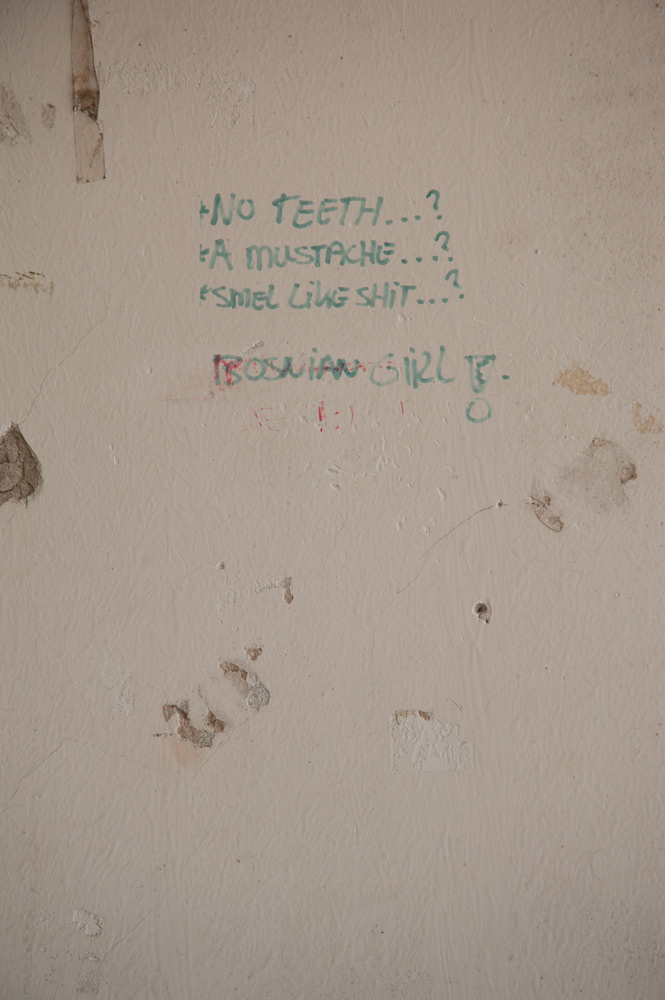 NO TEETH...?
A MUSTACHE...?
SMEL LIKE SHIT...?
BOSNIAN GIRL!